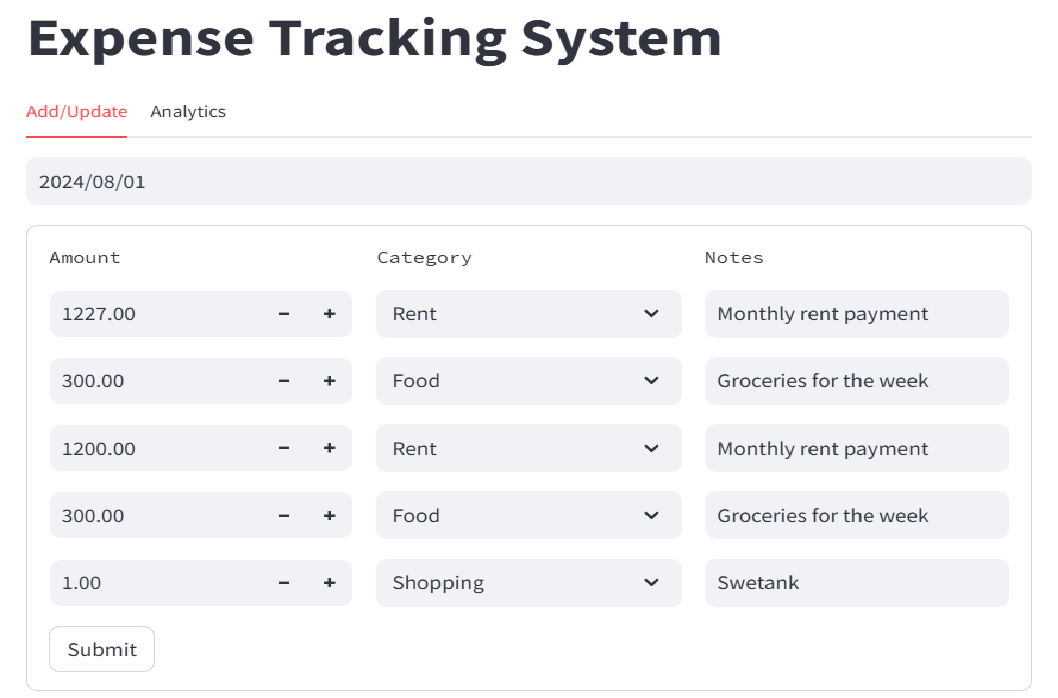 Expense Tracking System
Add/Update Analytics
2024/08/01
Amount Category Notes
1227.00 - + Rent Monthly rent payment
300.00 - + Food Groceries for the week
1200.00 - + Rent Monthly rent payment
300.00 - + Food Groceries for the week
1.00 - + Shopping Swetank
Submit